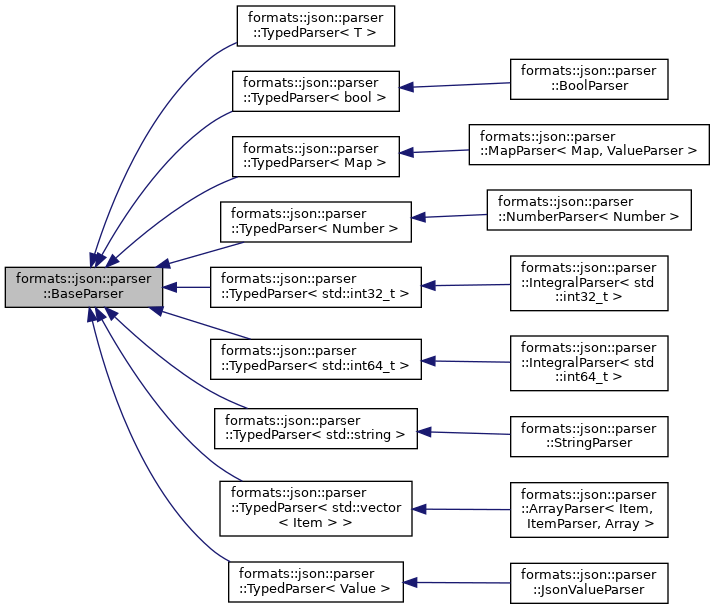 formats::json::parser
::TypedParser< T >
formats::json::parser
::TypedParser< bool >
formats::json::parser
::BoolParser
formats::json::parser
::TypedParser< Map >
formats::json::parser
::MapParser< Map, ValueParser >
formats::json::parser
::TypedParser< Number >
formats::json::parser
::NumberParser< Number >
formats::json::parser
::BaseParser
formats::json::parser
::TypedParser< std::int32_t >
formats::json::parser
::IntegralParser< std
::int32_t >
formats::json::parser
::TypedParser< std::int64_t >
formats::json::parser
::IntegralParser< std
::int64_t >
formats::json::parser
::TypedParser< std::string >
formats::json::parser
::StringParser
formats::json::parser
::TypedParser< std::vector
< Item > >
formats::json::parser
::ArrayParser< Item,
ItemParser, Array >
formats::json::parser
::TypedParser< Value >
formats::json::parser
::JsonValueParser